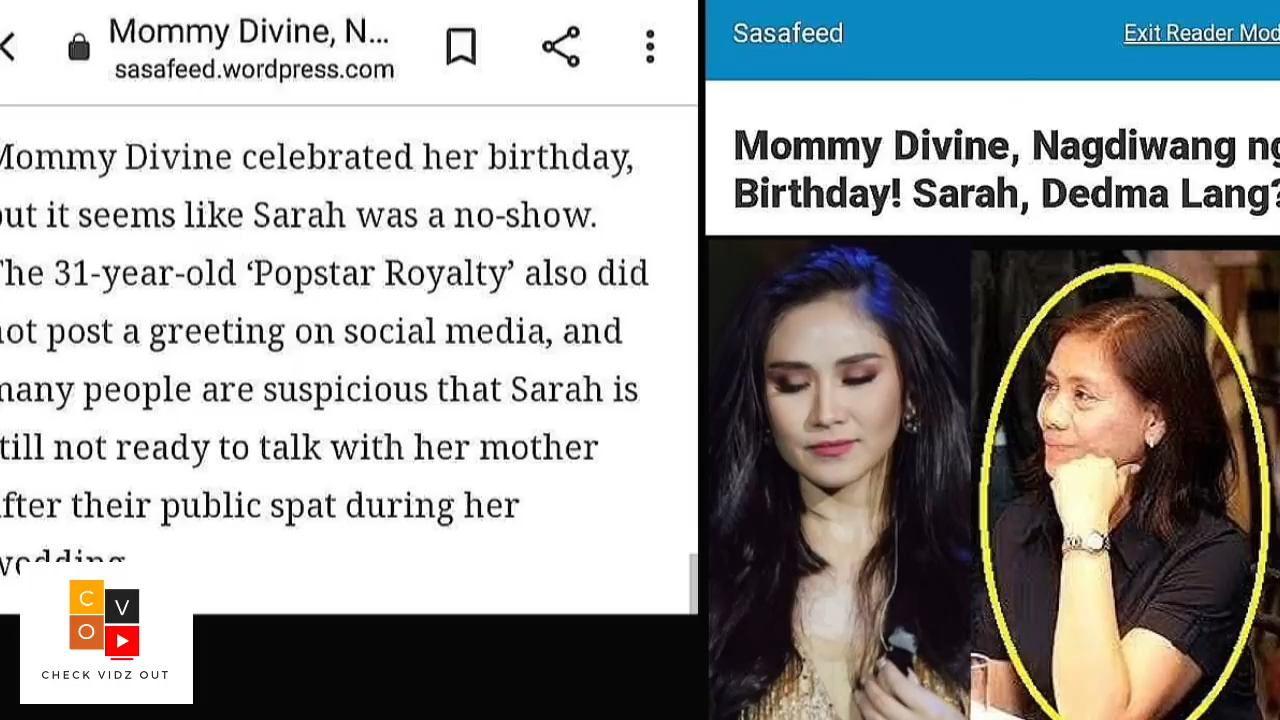 Mommy Divine, N...
sasafeed.wordpress.com
Mommy Divine celebrated her birthday,
but it seems like Sarah was a no-show.
The 31-year-old ‘Popstar Royalty’ also did
not post a greeting on social media, and
many people are suspicious that Sarah is
still not ready to talk with her mother
after their public spat during her
wedding
C V
O
CHECK VIDZ OUT
Sasafeed
Exit Reader Mod
Mommy Divine, Nagdiwang ng
Birthday! Sarah, Dedma Lang?